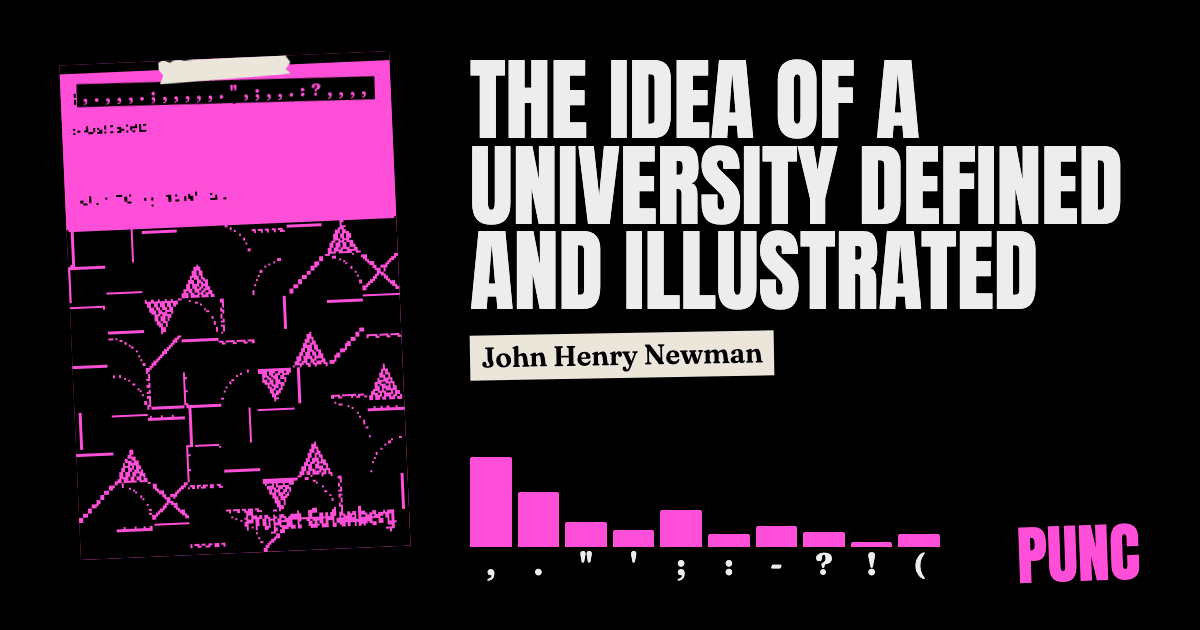 :,.,,,.;,,,,,.",;,,.:?,,,,
THE IDEA OF A
UNIVERSITY DEFINED
AND ILLUSTRATED
John Henry Newman
Project Gutenberg
, . " ' ; : - ? ! (
PUNC